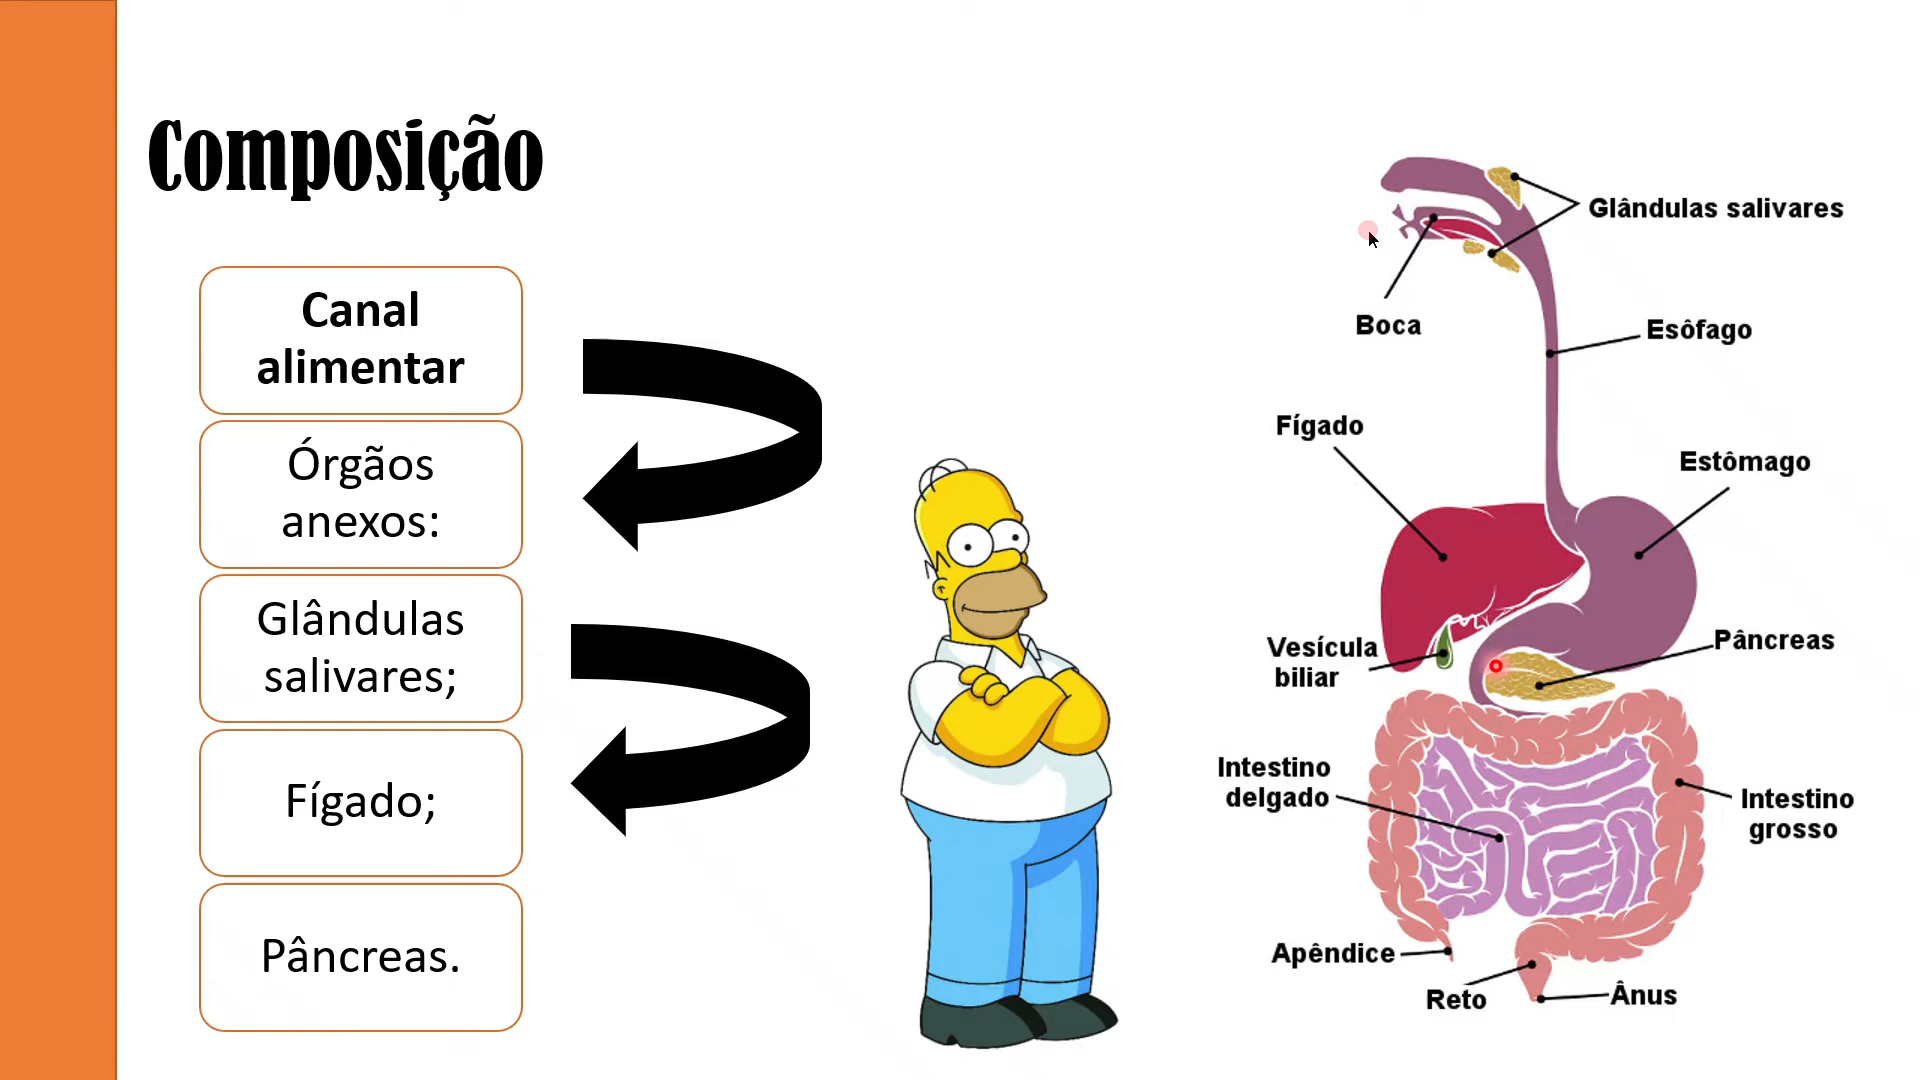 Composição
Canal
alimentar
Órgãos
anexos:
Glândulas
salivares;
Fígado;
Pâncreas.
Glândulas salivares
Boca
Esôfago
Fígado
Estômago
Vesícula
biliar
Pâncreas
Intestino
delgado
Intestino
grosso
Apêndice
Reto
Ânus